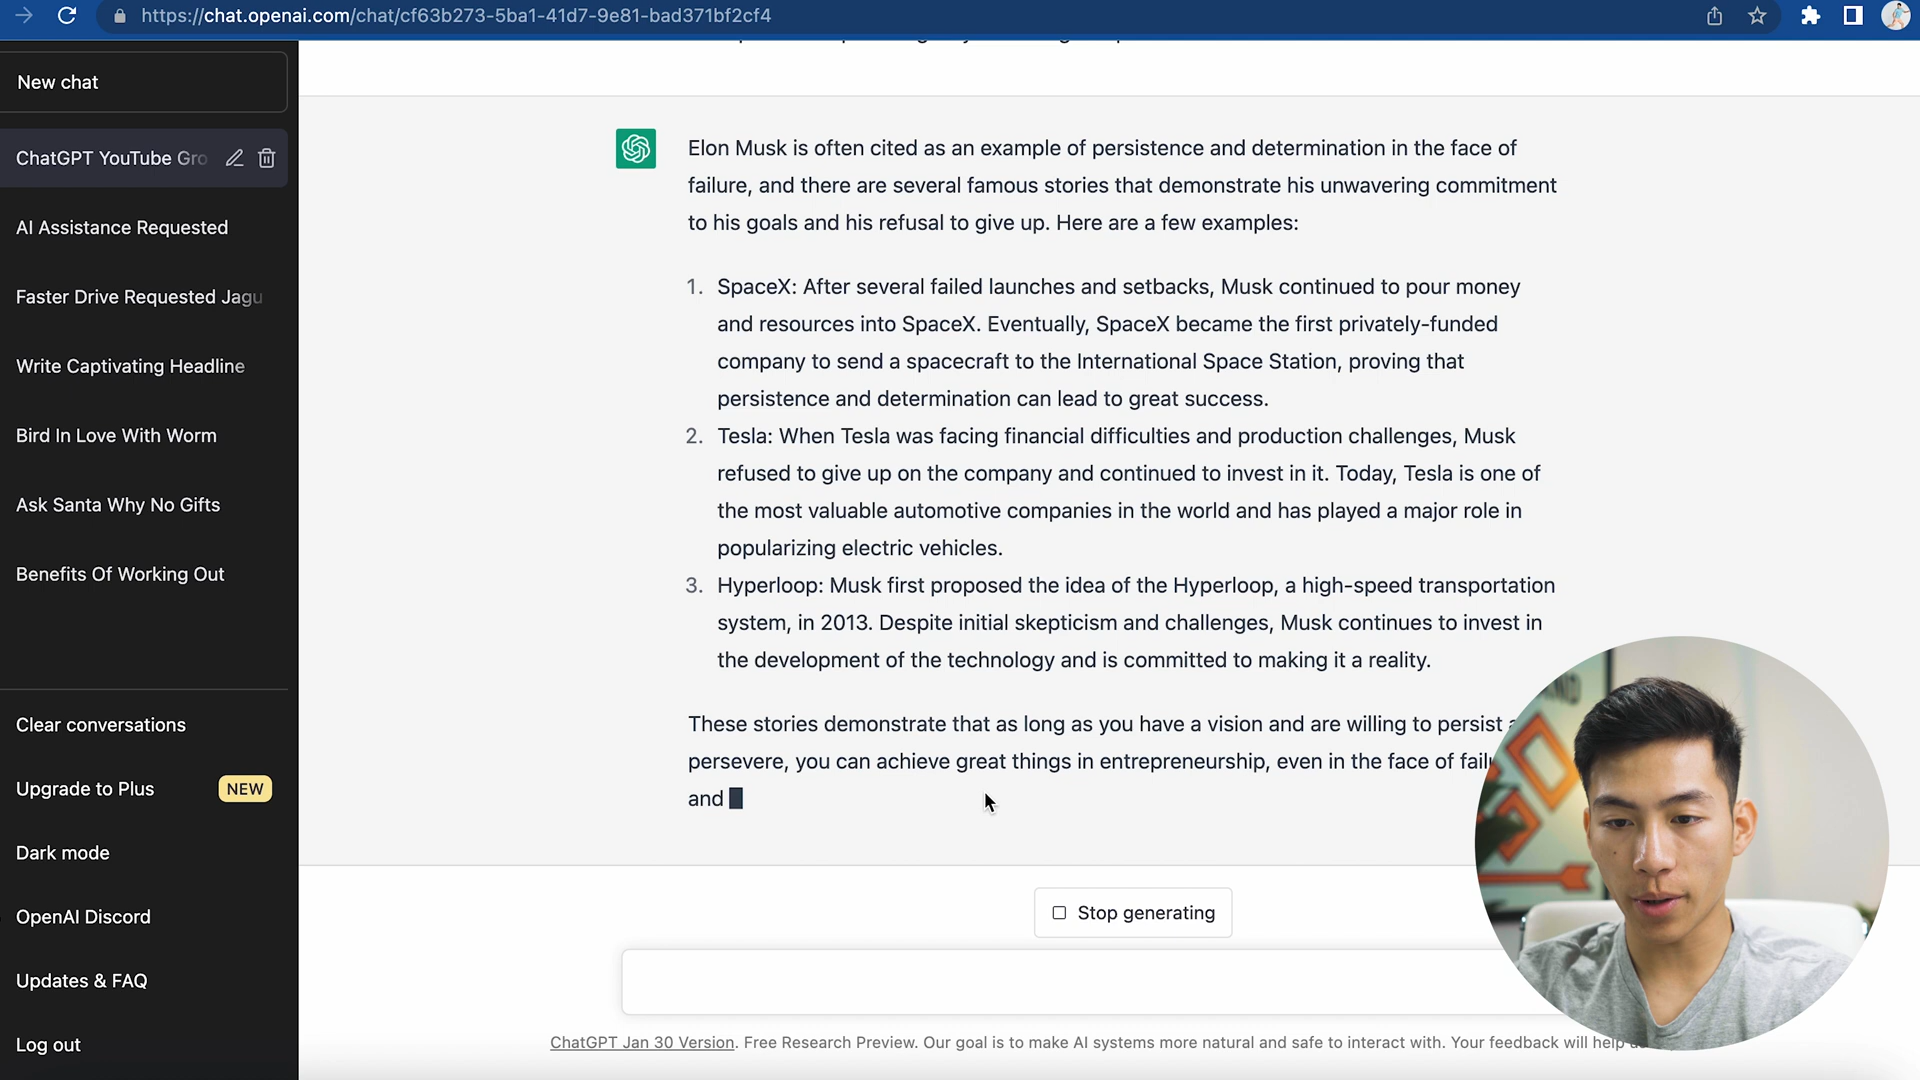 https://chat.openai.com/chat/cf63b273-5ba1-41d7-9e81-bad371bf2cf4
New chat
ChatGPT YouTube Gro
AI Assistance Requested
Faster Drive Requested Jagu
Write Captivating Headline
Bird In Love With Worm
Ask Santa Why No Gifts
Benefits Of Working Out
Clear conversations
Upgrade to Plus NEW
Dark mode
OpenAI Discord
Updates & FAQ
Log out
Elon Musk is often cited as an example of persistence and determination in the face of
failure, and there are several famous stories that demonstrate his unwavering commitment
to his goals and his refusal to give up. Here are a few examples:
1. SpaceX: After several failed launches and setbacks, Musk continued to pour money
and resources into SpaceX. Eventually, SpaceX became the first privately-funded
company to send a spacecraft to the International Space Station, proving that
persistence and determination can lead to great success.
2. Tesla: When Tesla was facing financial difficulties and production challenges, Musk
refused to give up on the company and continued to invest in it. Today, Tesla is one of
the most valuable automotive companies in the world and has played a major role in
popularizing electric vehicles.
3. Hyperloop: Musk first proposed the idea of the Hyperloop, a high-speed transportation
system, in 2013. Despite initial skepticism and challenges, Musk continues to invest in
the development of the technology and is committed to making it a reality.
These stories demonstrate that as long as you have a vision and are willing to persist
persevere, you can achieve great things in entrepreneurship, even in the face of
and
Stop generating
ChatGPT Jan 30 Version. Free Research Preview. Our goal is to make AI systems more natural and safe to interact with. Your feedback will help